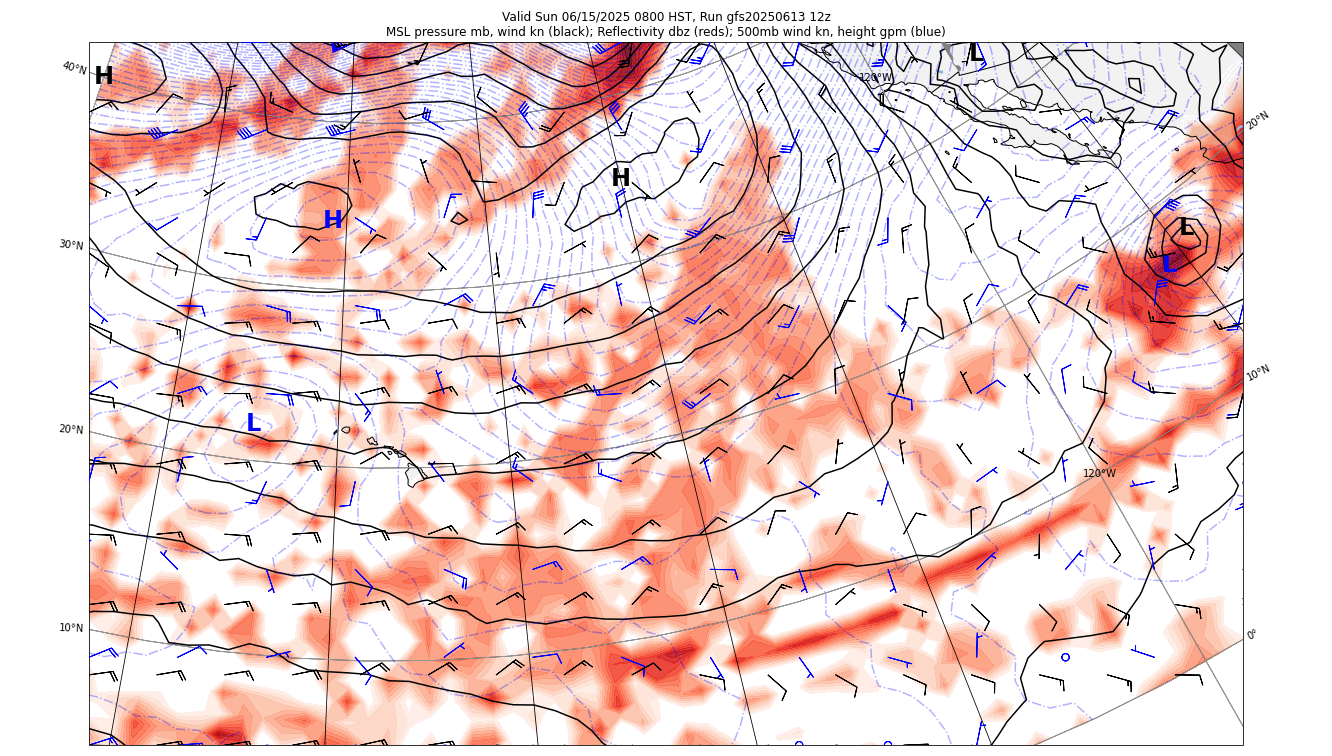 Valid Sun 06/15/2025 0800 HST, Run gfs20250613 12z
MSL pressure mb, wind kn (black); Reflectivity dbz (reds); 500mb wind kn, height gpm (blue)
L
40°N
H
120°W
20°N
H
H
L
30°N
L
10°N
L
20°N
120°W
10°N
0°